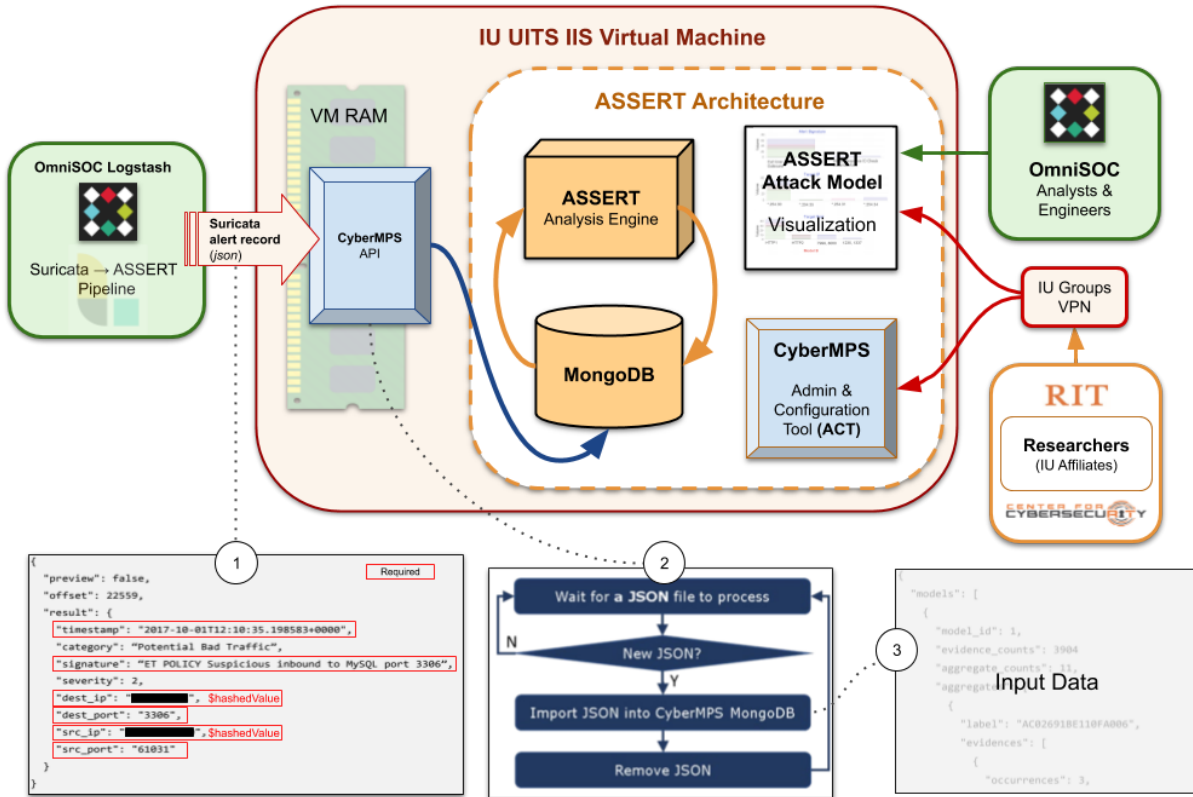 IU UITS IIS Virtual Machine
VM RAM
ASSERT Architecture
OmniSOC Logstash
Suricata → ASSERT
Pipeline
Suricata
alert record
(json)
CyberMPS
API
ASSERT
Analysis Engine
MongoDB
ASSERT
Attack Model
Visualization
CyberMPS
Admin &
Configuration
Tool (ACT)
OmniSOC
Analysts &
Engineers
IU Groups
VPN
RIT
Researchers
(IU Affiliates)
CENTER FOR
CYBERSECURITY
1
{
Required
"preview": false,
"offset": 22559,
"result": {
"timestamp": "2017-10-01T12:10:35.198583+0000",
"category": “Potential Bad Traffic”,
"signature": “ET POLICY Suspicious inbound to MySQL port 3306”,
"severity": 2,
"dest_ip": " ", $hashedValue
"dest_port": "3306",
"src_ip": " ", $hashedValue
"src_port": "61031"
}
}
2
Wait for a JSON file to process
N
New JSON?
Y
Import JSON into CyberMPS MongoDB
Remove JSON
3
{
"models": [
{
"model_id": 1,
"evidence_counts": 3904
"aggregate_counts": 11,
Input Data
{
"label": "AC026918E110FA006",
"evidences": [
{
"occurrences": 3,